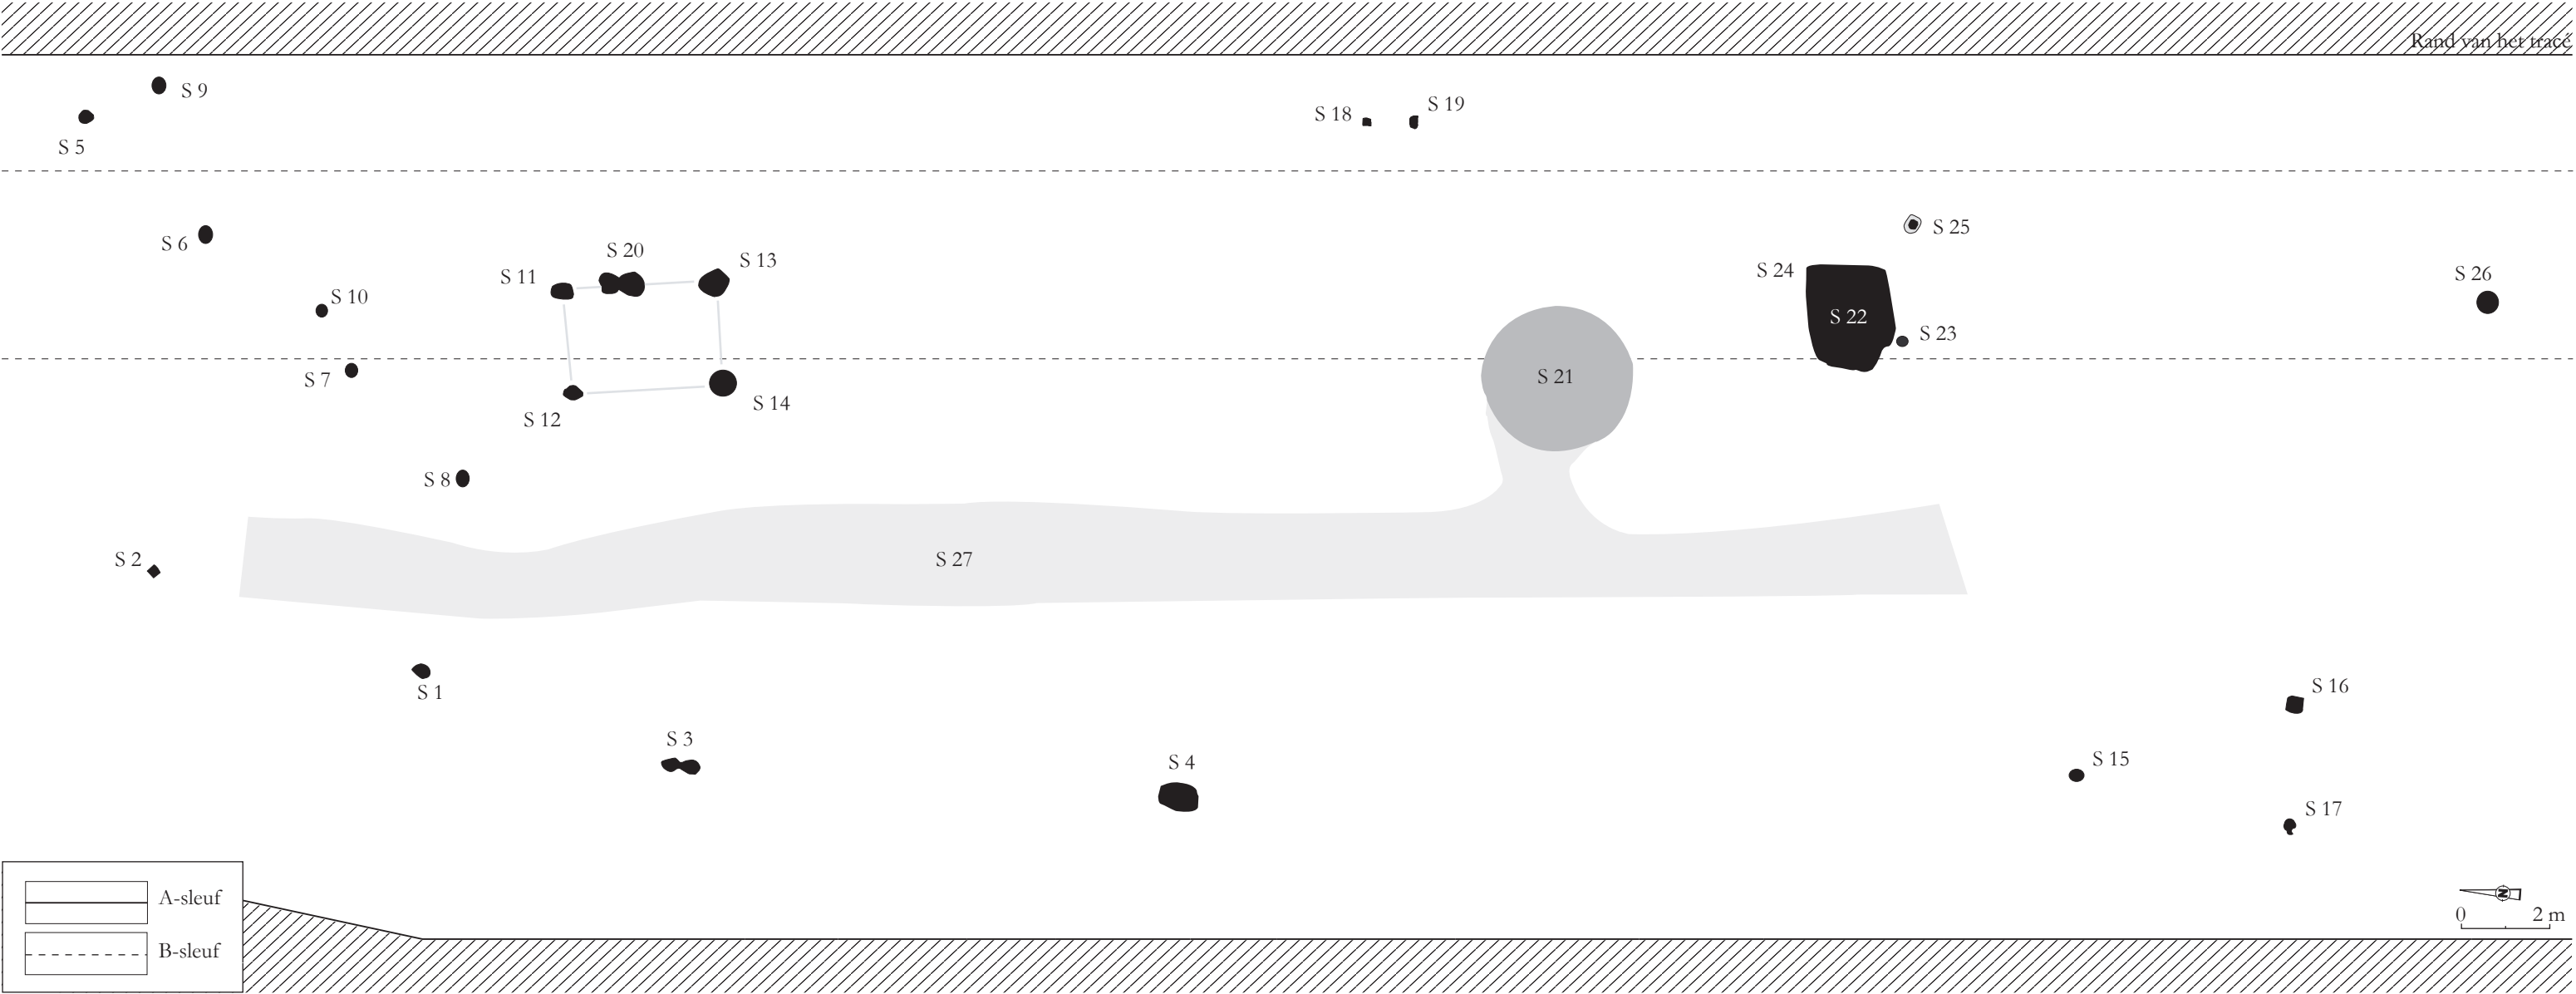 Rand van het tracé
S 9
S 5
S 18
S 19
S 6
S 10
S 7
S 11
S 20
S 13
S 12
S 14
S 8
S 25
S 24
S 22
S 23
S 26
S 21
S 2
S 27
S 1
S 3
S 4
S 16
S 15
S 17
A-sleuf
B-sleuf
N
0 2 m